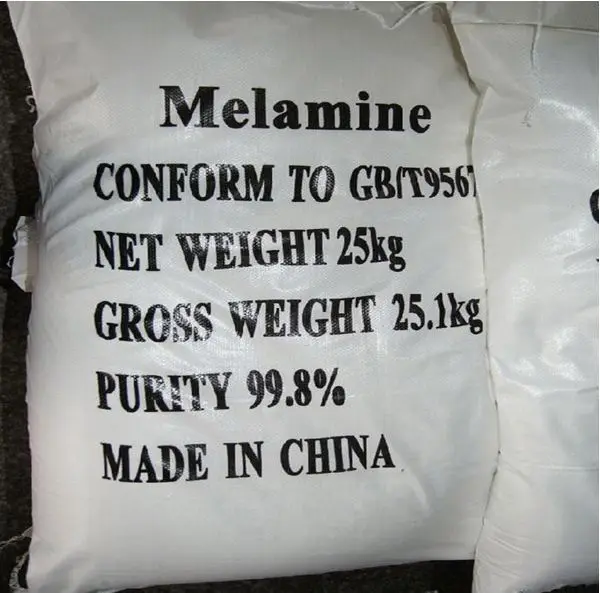 Melamine
CONFORM TO GB/T9567
NET WEIGHT 25kg
GROSS WEIGHT 25.1kg
PURITY 99.8%
MADE IN CHINA